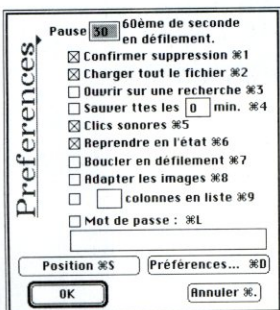 Preferences
Pause 30 60ème de seconde
en défilement.
Confirmer suppression ⌘1
Charger tout le fichier ⌘2
Ouvrir sur une recherche ⌘3
Sauver ttes les 0 min. ⌘4
Clics sonores ⌘5
Reprendre en l'état ⌘6
Boucler en défilement ⌘7
Adapter les images ⌘8
colonnes en liste ⌘9
Mot de passe : ⌘L
Position ⌘S Préférences... ⌘D
OK Annuler ⌘.